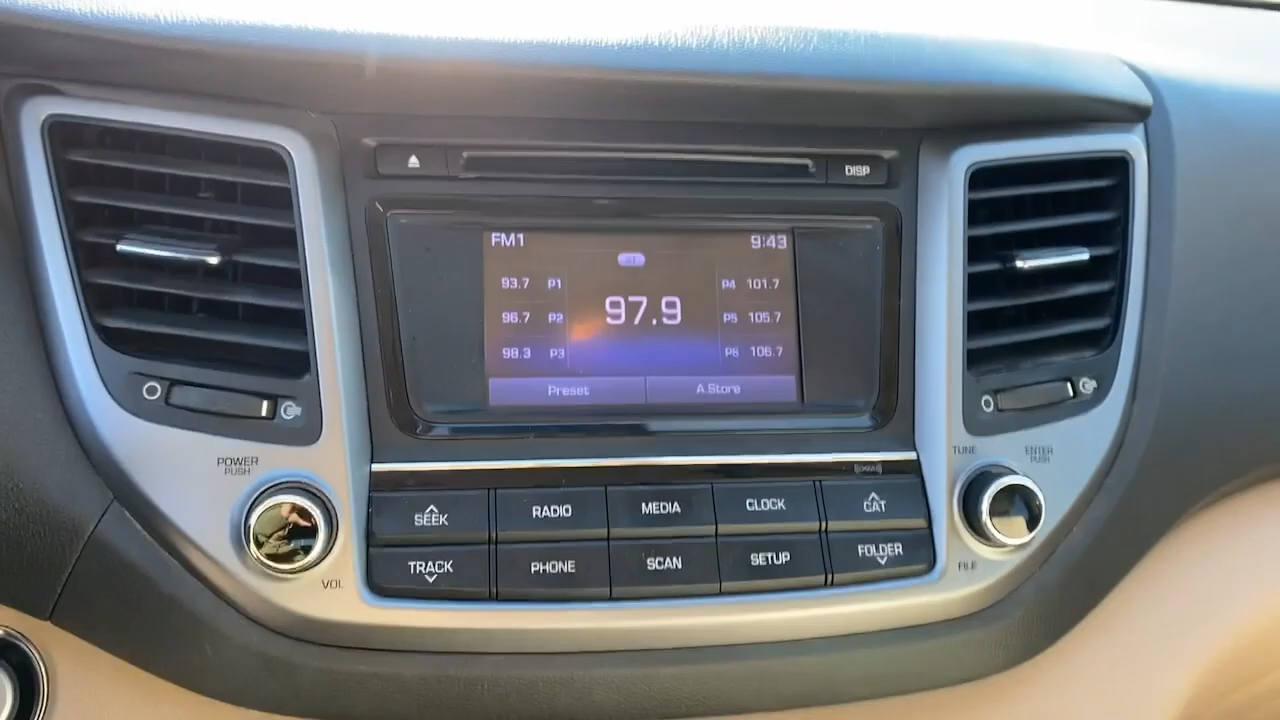 DISP
FM1 9:43
ST
93.7 P1 P4 101.7
97.9
96.7 P2 P5 105.7
98.3 P3 P6 106.7
Preset A.Store
((SXM))
POWER
PUSH
TUNE ENTER
PUSH
SEEK RADIO MEDIA CLOCK CAT
TRACK PHONE SCAN SETUP FOLDER
VOL FILE